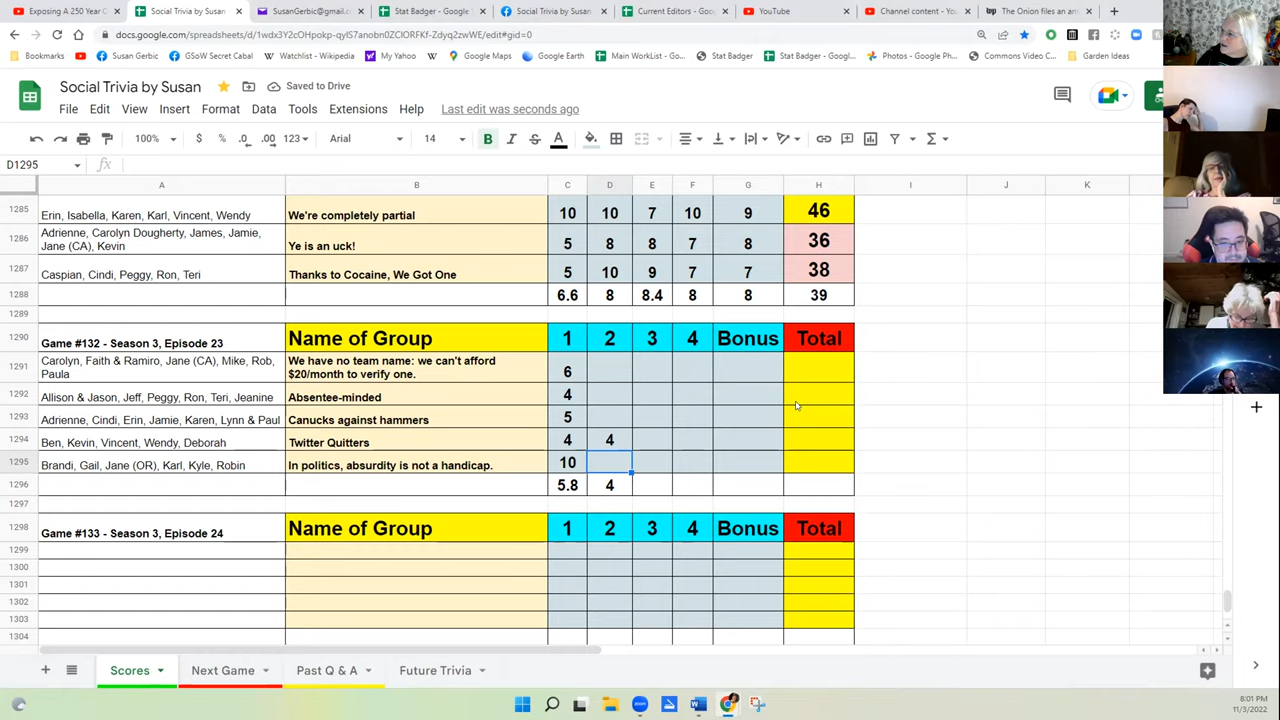 Exposing A 250 Year C
Social Trivia by Susan
SusanGerbic@gmail.c
Stat Badger - Google S
Social Trivia by Susan
Current Editors - Goo
YouTube
Channel content - Yo
The Onion files an am
docs.google.com/spreadsheets/d/
edit#gid=0
Bookmarks
Susan Gerbic
GSoW Secret Cabal
Watchlist - Wikipedia
My Yahoo
Google Maps
Google Earth
Main WorkList - Go...
Stat Badger
Stat Badger - Googl...
Photos - Google Ph...
Commons Video C...
Garden Ideas
Social Trivia by Susan
Saved to Drive
File Edit View Insert Format Data Tools Extensions Help
edit was seconds ago
100% $ % .0 .00 123 Arial 14 B I S A
D1295 fx
A B C D E F G H I J K
1285 Erin, Isabella, Karen, Karl, Vincent, Wendy We're completely partial 10 10 7 10 9 46
1286 Adrienne, Carolyn Dougherty, James, Jamie,
Jane (CA), Kevin Ye is an uck! 5 8 8 7 8 36
1287 Caspian, Cindi, Peggy, Ron, Teri Thanks to Cocaine, We Got One 5 10 9 7 7 38
1288 6.6 8 8.4 8 8 39
1289
1290 Game #132 - Season 3, Episode 23 Name of Group 1 2 3 4 Bonus Total
1291 Carolyn, Faith & Ramiro, Jane (CA), Mike, Rob,
Paula We have no team name: we can't afford
$20/month to verify one. 6
1292 Allison & Jason, Jeff, Peggy, Ron, Teri, Jeanine Absentee-minded 4
1293 Adrienne, Cindi, Erin, Jamie, Karen, Lynn & Paul Canucks against hammers 5
1294 Ben, Kevin, Vincent, Wendy, Deborah Twitter Quitters 4 4
1295 Brandi, Gail, Jane (OR), Karl, Kyle, Robin In politics, absurdity is not a handicap. 10
1296 5.8 4
1297
1298 Game #133 - Season 3, Episode 24 Name of Group 1 2 3 4 Bonus Total
1299
1300
1301
1302
1303
1304
Scores Next Game Past Q & A Future Trivia
8:01 PM
11/3/2022